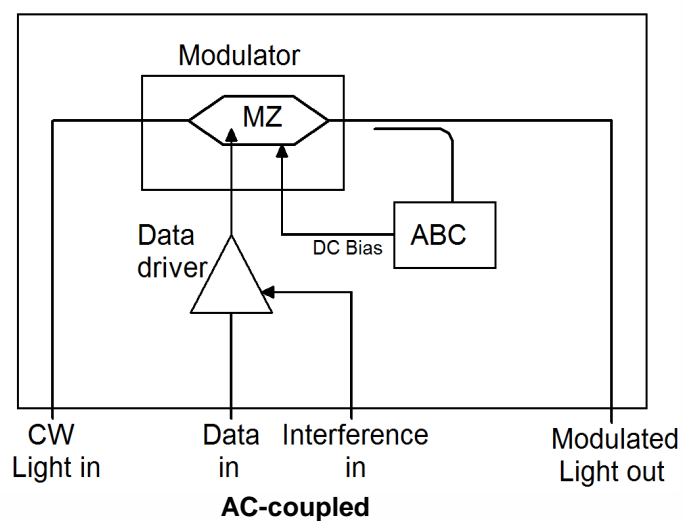 Modulator
MZ
Data
driver
DC Bias
ABC
CW
Light in
Data
in
Interference
in
Modulated
Light out
AC-coupled